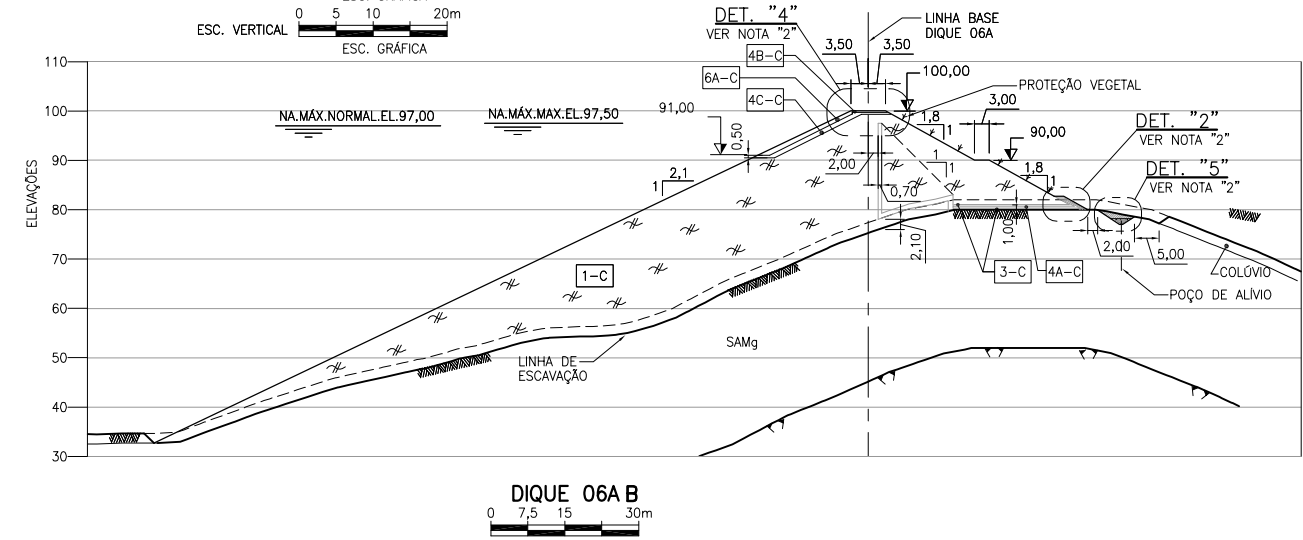 0 5 10 20m
ESC. VERTICAL
ESC. GRÁFICA
DET. "4"
VER NOTA "2"
LINHA BASE
DIQUE 06A
3,50 3,50
4B-C
6A-C
4C-C
100,00
PROTEÇÃO VEGETAL
3,00
110
100
90
80
70
60
50
40
30
ELEVAÇÕES
NA.MÁX.NORMAL.EL.97,00
NA.MÁX.MAX.EL.97,50
91,00
0,50
1,8
1
90,00
DET. "2"
VER NOTA "2"
2,00
1
1
1,8
1
DET. "5"
VER NOTA "2"
2,1
1
0,70
1,00
2,10
2,00
5,00
1-C
3-C
4A-C
COLÚVIO
POÇO DE ALÍVIO
SAMg
LINHA DE
ESCAVAÇÃO
DIQUE 06A B
0 7,5 15 30m